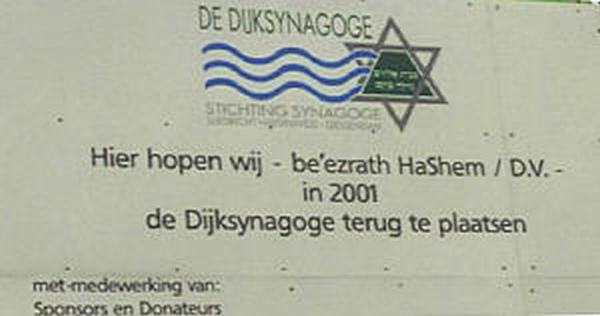 DE DIJKSYNAGOGE
STICHTING SYNAGOGE
Hier hopen wij - be'ezrath HaShem / D.V. -
in 2001
de Dijksynagoge terug te plaatsen
met medewerking van:
Sponsors en Donateurs